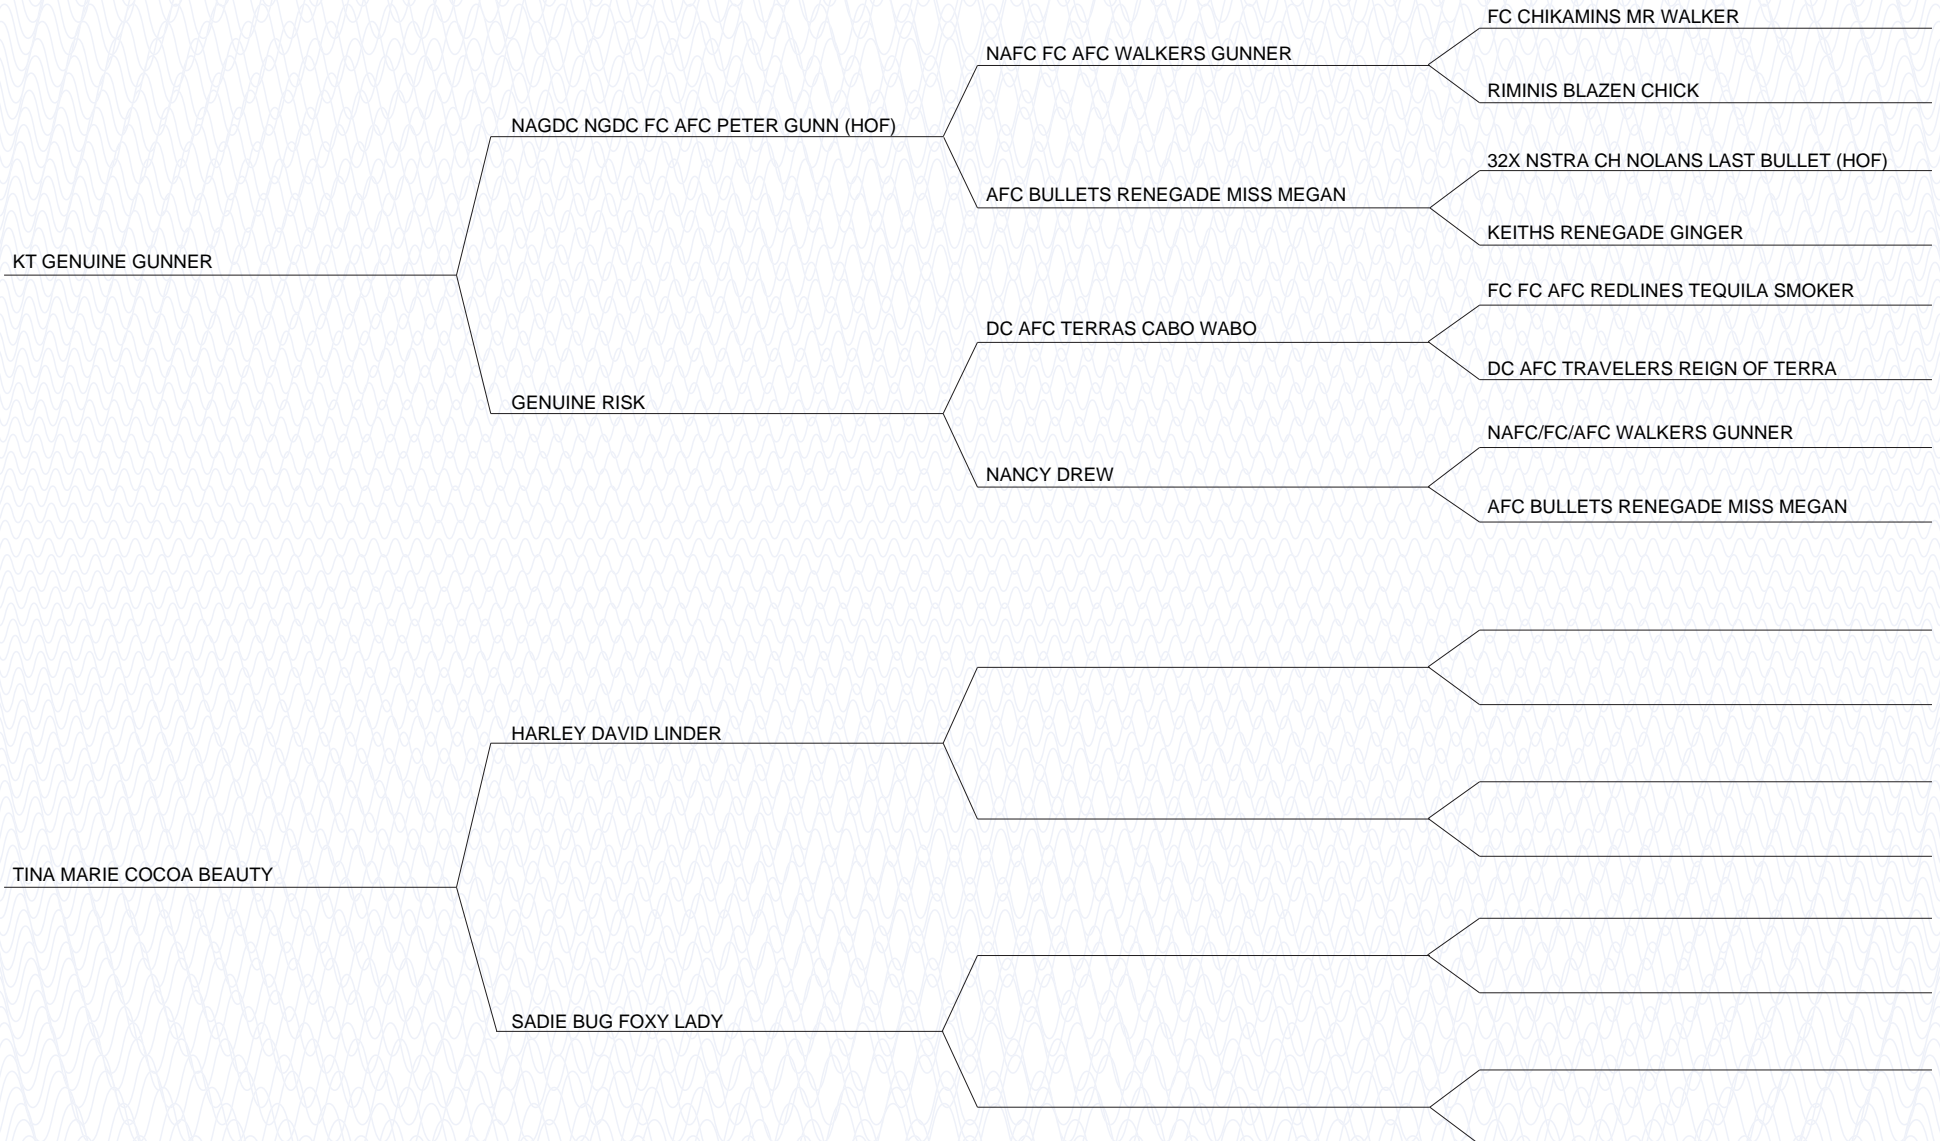 FC CHIKAMINS MR WALKER
NAFC FC AFC WALKERS GUNNER
RIMINIS BLAZEN CHICK
NAGDC NGDC FC AFC PETER GUNN (HOF)
32X NSTRA CH NOLANS LAST BULLET (HOF)
AFC BULLETS RENEGADE MISS MEGAN
KEITHS RENEGADE GINGER
KT GENUINE GUNNER
FC FC AFC REDLINES TEQUILA SMOKER
DC AFC TERRAS CABO WABO
DC AFC TRAVELERS REIGN OF TERRA
GENUINE RISK
NAFC/FC/AFC WALKERS GUNNER
NANCY DREW
AFC BULLETS RENEGADE MISS MEGAN
HARLEY DAVID LINDER
TINA MARIE COCOA BEAUTY
SADIE BUG FOXY LADY